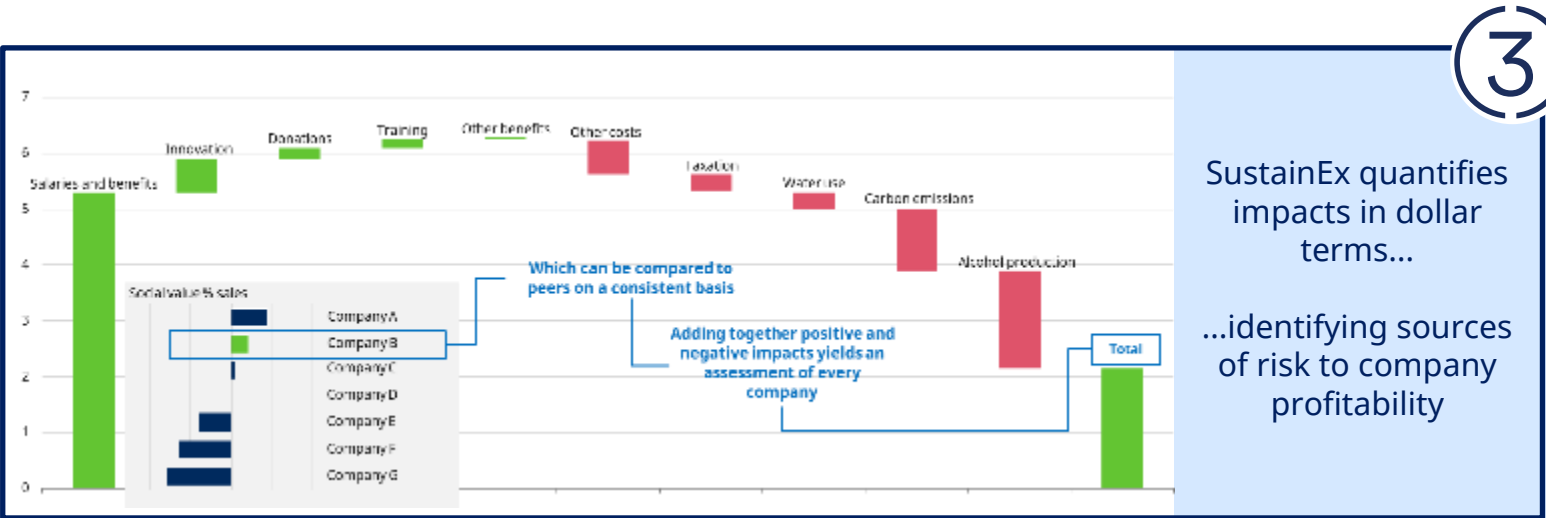 3
7
6
5
4
3
2
1
0
Salaries and benefits
Innovation
Donations
Training
Other benefits
Other costs
Taxation
Water use
Carbon emissions
Alcohol production
Total
Social value % sales
Company A
Company B
Company C
Company D
Company E
Company F
Company G
Which can be compared to
peers on a consistent basis
Adding together positive and
negative impacts yields an
assessment of every
company
SustainEx quantifies
impacts in dollar
terms...
...identifying sources
of risk to company
profitability